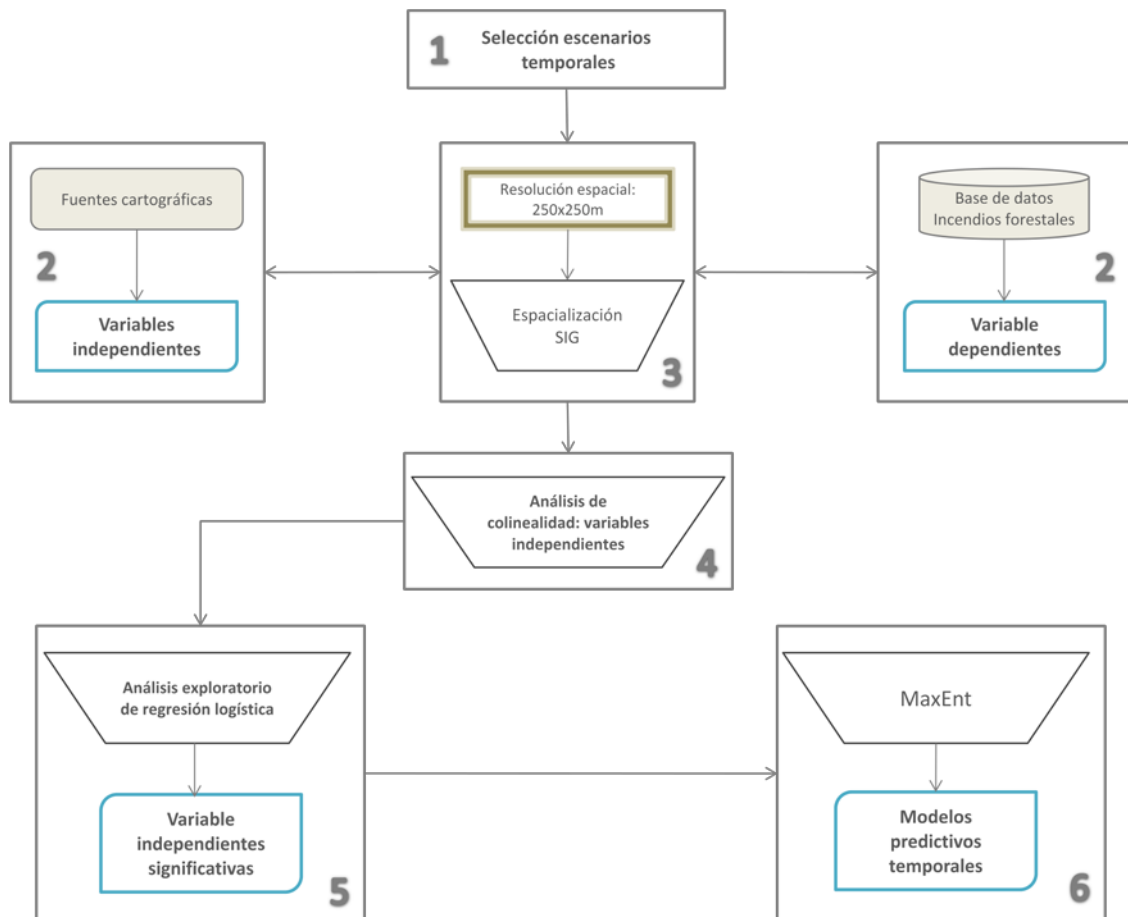 1
Selección escenarios
temporales
Fuentes cartográficas
2
Variables
independientes
Resolución espacial:
250x250m
Espacialización
SIG
3
Base de datos
Incendios forestales
2
Variable
dependientes
Análisis de
colinealidad: variables
independientes
4
Análisis exploratorio
de regresión logística
Variable
independientes
significativas
5
MaxEnt
Modelos
predictivos
temporales
6